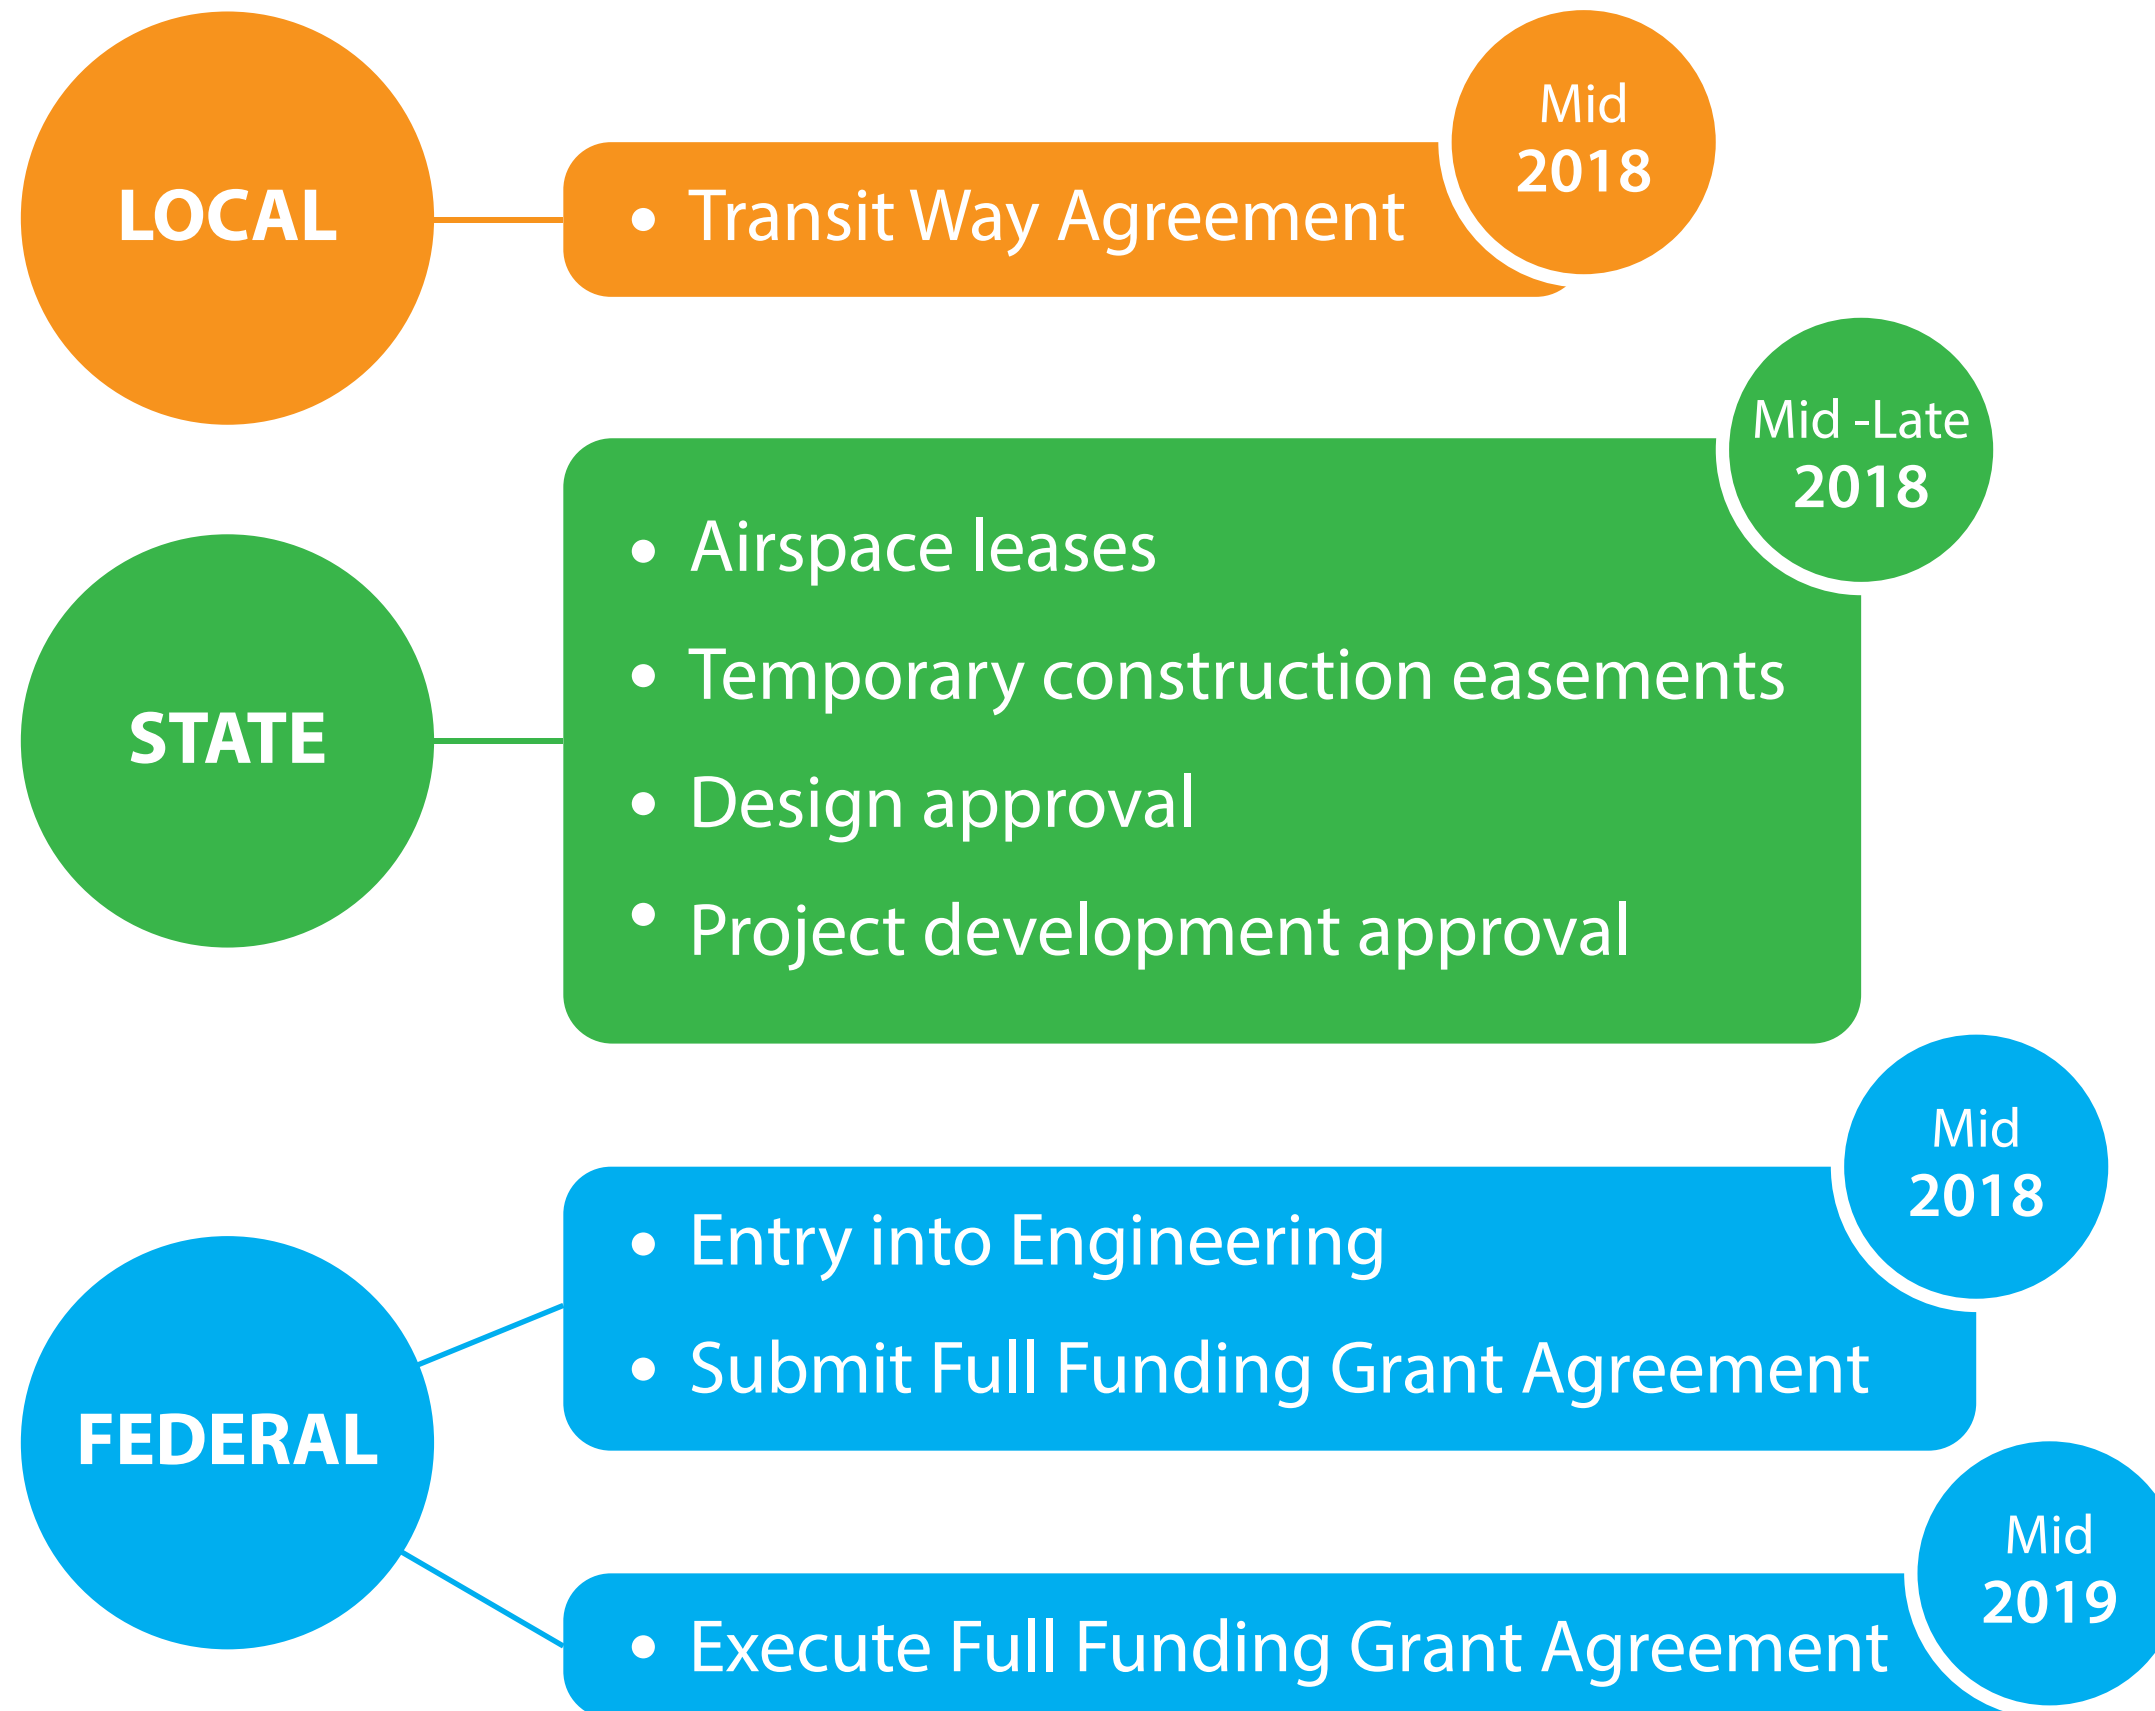 LOCAL
• Transit Way Agreement
Mid
2018
STATE
• Airspace leases
• Temporary construction easements
• Design approval
• Project development approval
Mid -Late
2018
FEDERAL
• Entry into Engineering
• Submit Full Funding Grant Agreement
Mid
2018
• Execute Full Funding Grant Agreement
Mid
2019